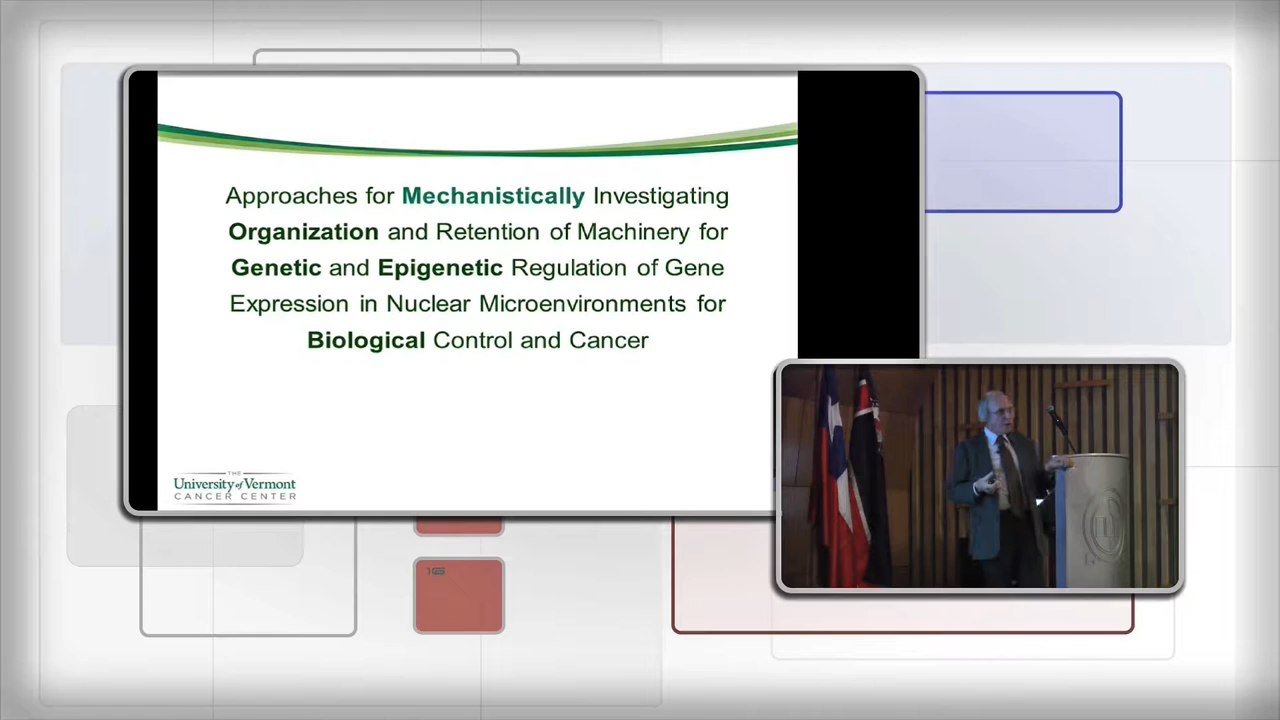 Approaches for Mechanistically Investigating
Organization and Retention of Machinery for
Genetic and Epigenetic Regulation of Gene
Expression in Nuclear Microenvironments for
Biological Control and Cancer
THE
University of Vermont
CANCER CENTER